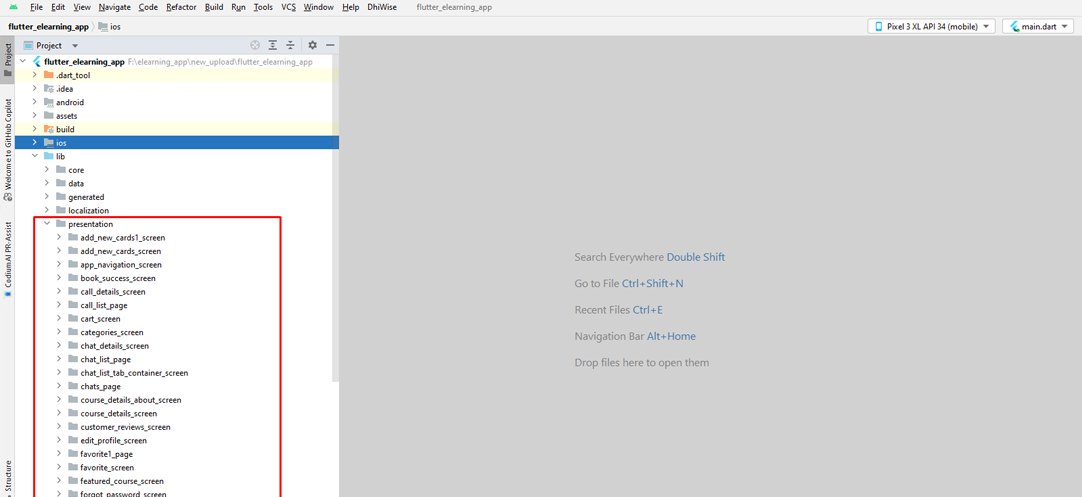 File Edit View Navigate Code Refactor Build Run Tools VCS Window Help DhiWise flutter_elearning_app
flutter_elearning_app ios Pixel 3 XL API 34 (mobile) main.dart
Project
Project
flutter_elearning_app F:\elearning_app\new_upload\flutter_elearning_app
.dart_tool
.idea
android
assets
build
ios
lib
core
data
generated
localization
presentation
add_new_cards1_screen
add_new_cards_screen
app_navigation_screen
book_success_screen
call_details_screen
call_list_page
cart_screen
categories_screen
chat_details_screen
chat_list_page
chat_list_tab_container_screen
chats_page
course_details_about_screen
course_details_screen
customer_reviews_screen
edit_profile_screen
favorite1_page
favorite_screen
featured_course_screen
forgot_password_screen
Welcome to GitHub Copilot
CodiumAI PR-Assist
Structure
Search Everywhere Double Shift
Go to File Ctrl+Shift+N
Recent Files Ctrl+E
Navigation Bar Alt+Home
Drop files here to open them